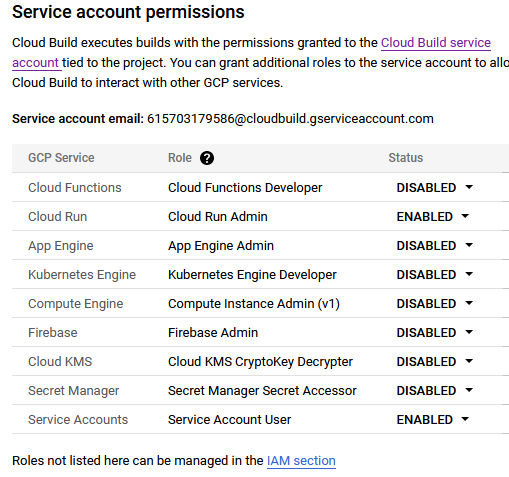 Service account permissions
Cloud Build executes builds with the permissions granted to the Cloud Build service
account tied to the project. You can grant additional roles to the service account to allo
Cloud Build to interact with other GCP services.
Service account email: 615703179586@cloudbuild.gserviceaccount.com
GCP Service Role ? Status
Cloud Functions Cloud Functions Developer DISABLED
Cloud Run Cloud Run Admin ENABLED
App Engine App Engine Admin DISABLED
Kubernetes Engine Kubernetes Engine Developer DISABLED
Compute Engine Compute Instance Admin (v1) DISABLED
Firebase Firebase Admin DISABLED
Cloud KMS Cloud KMS CryptoKey Decrypter DISABLED
Secret Manager Secret Manager Secret Accessor DISABLED
Service Accounts Service Account User ENABLED
Roles not listed here can be managed in the IAM section